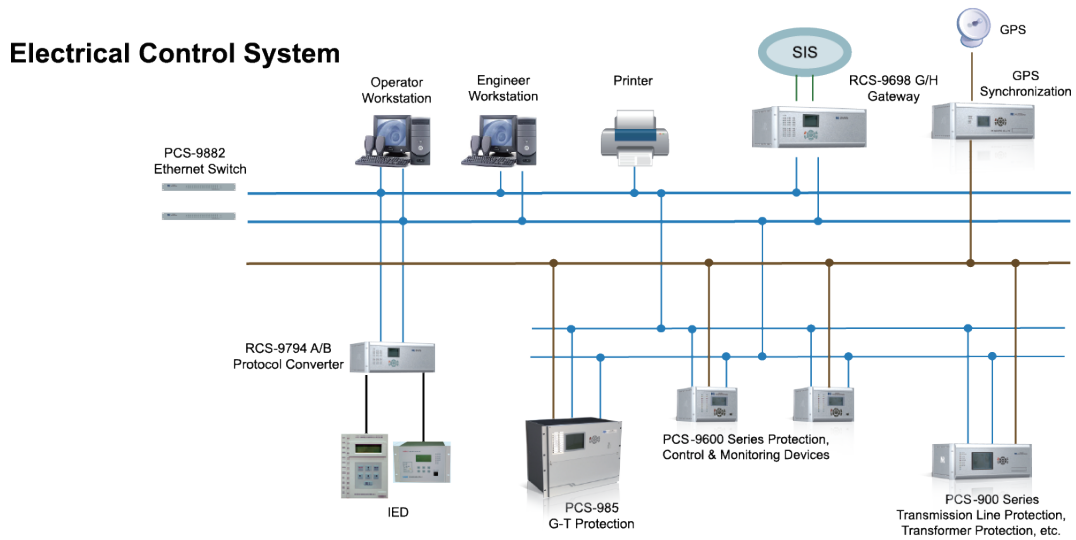 Electrical Control System
GPS
SIS
Operator
Workstation
Engineer
Workstation
Printer
RCS-9698 G/H
Gateway
GPS
Synchronization
PCS-9882
Ethernet Switch
RCS-9794 A/B
Protocol Converter
PCS-9600 Series Protection,
Control & Monitoring Devices
IED
PCS-985
G-T Protection
PCS-900 Series
Transmission Line Protection,
Transformer Protection, etc.